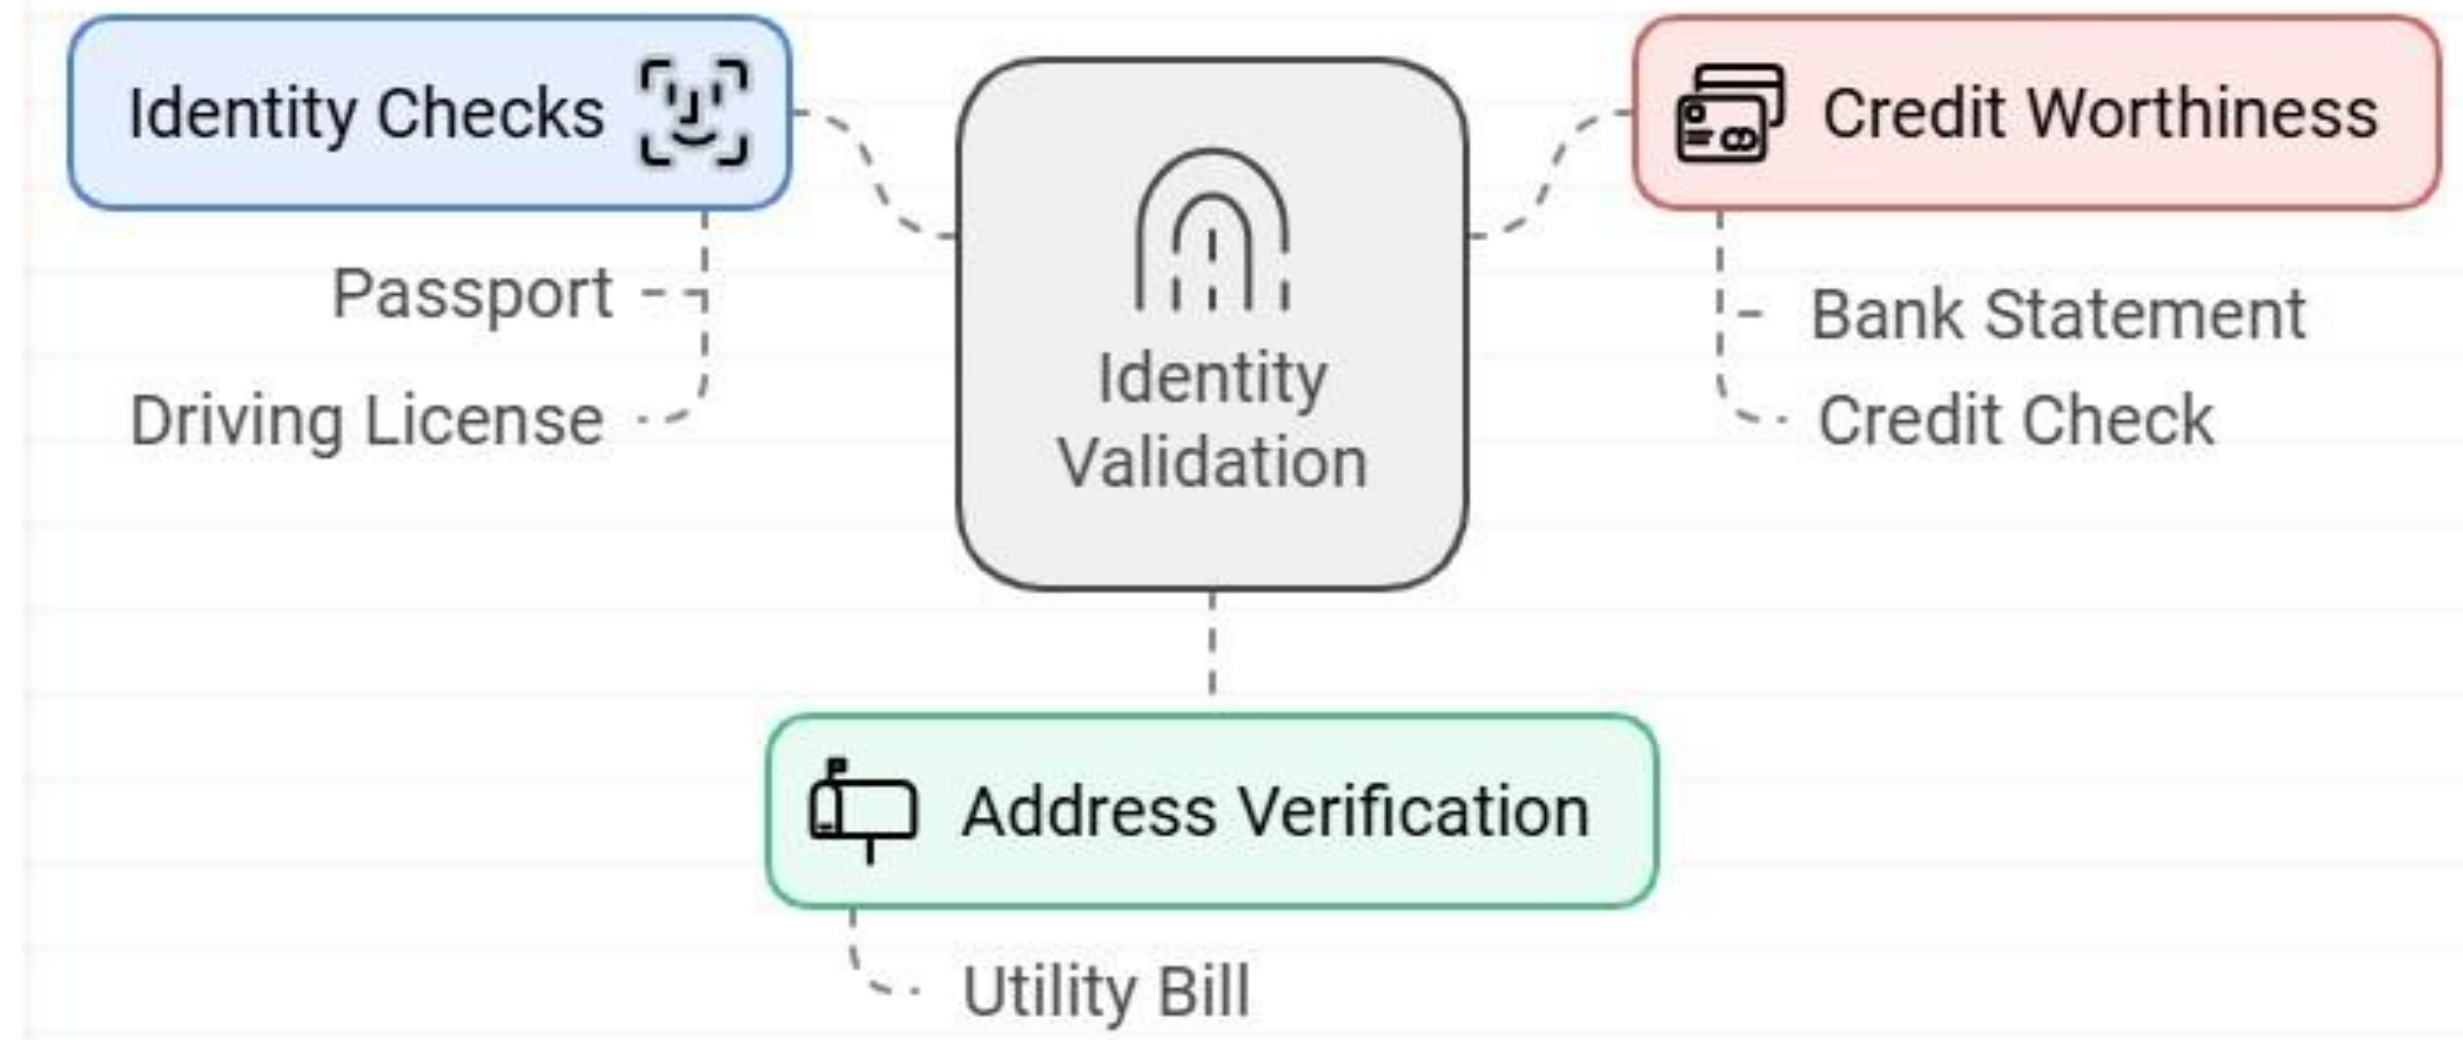 Identity Checks
Passport
Driving License
Identity
Validation
Credit Worthiness
Bank Statement
Credit Check
Address Verification
Utility Bill